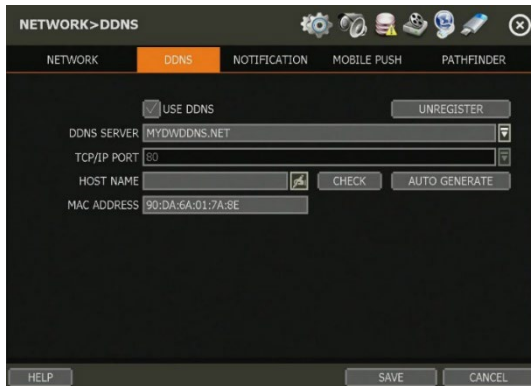 NETWORK>DDNS
NETWORK DDNS NOTIFICATION MOBILE PUSH PATHFINDER
USE DDNS UNREGISTER
DDNS SERVER MYDWDDNS.NET
TCP/IP PORT 80
HOST NAME CHECK AUTO GENERATE
MAC ADDRESS 90:DA:6A:01:7A:8E
HELP SAVE CANCEL